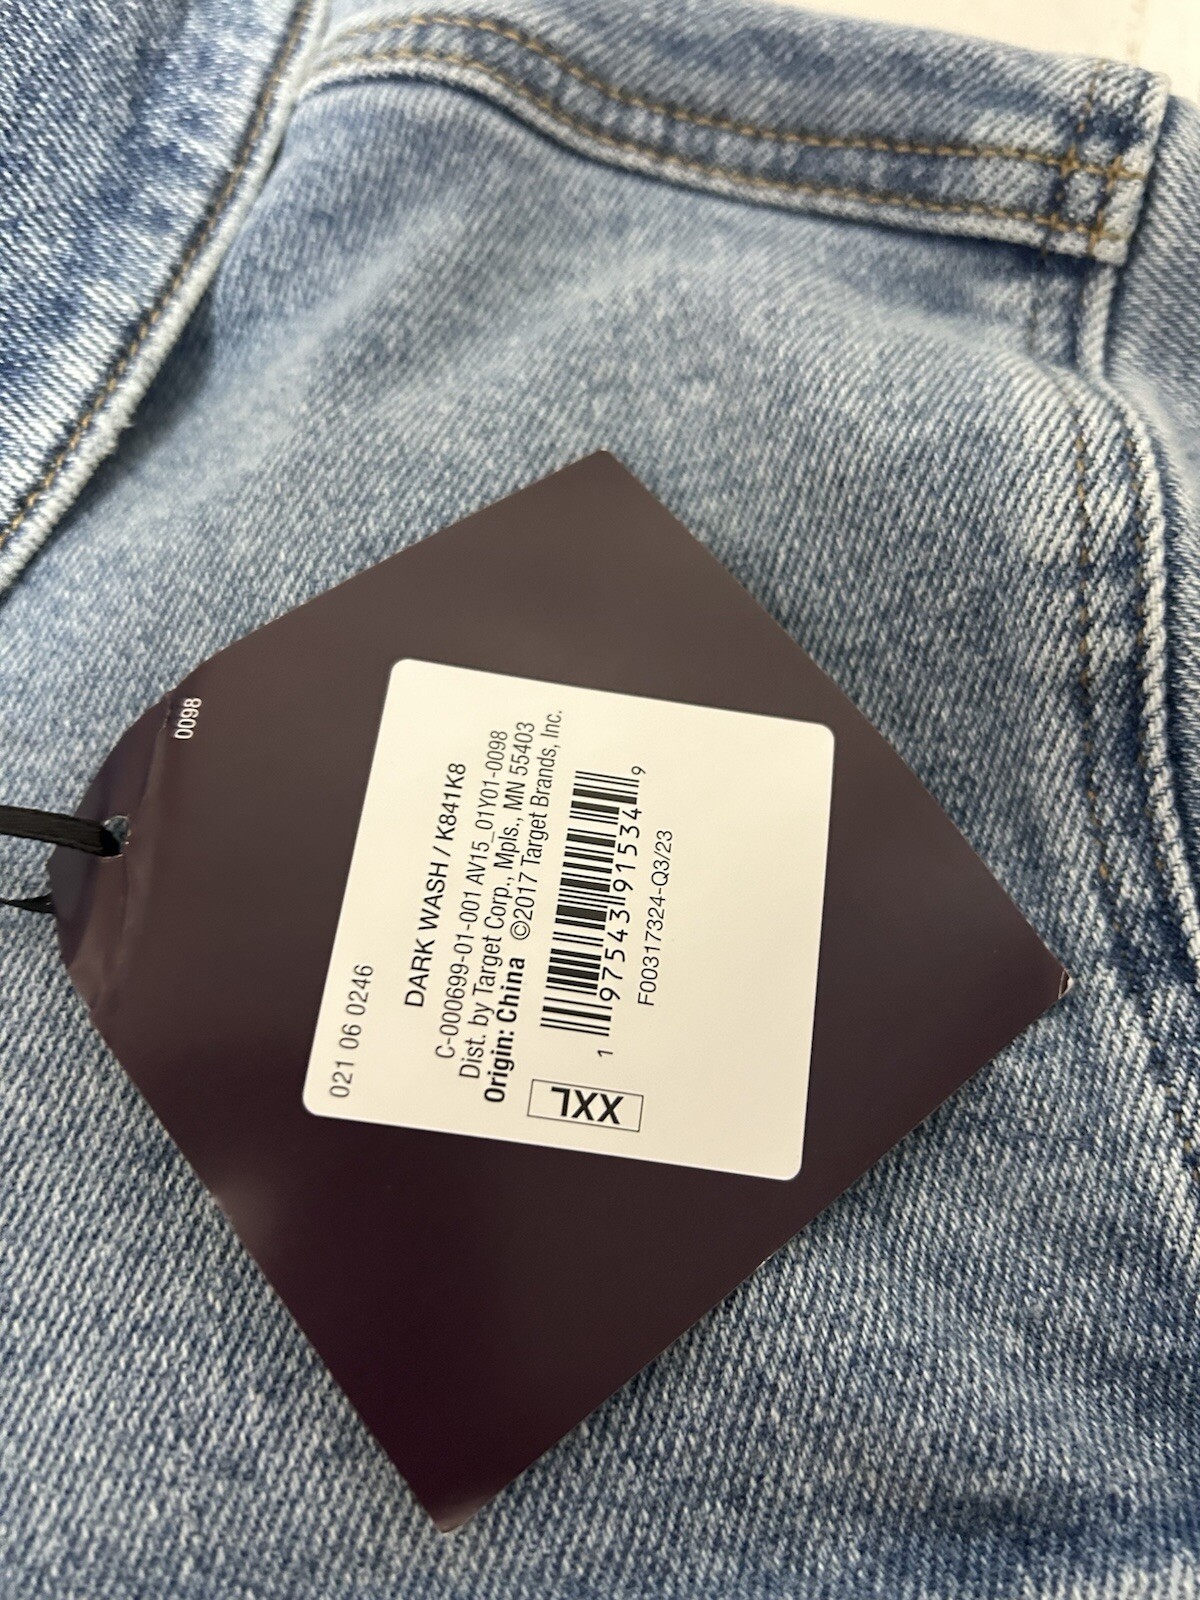 0098
021 06 0246
DARK WASH / K841K8
C-000699-01-001 AV15_01Y01-0098
Dist. by Target Corp., Mpls., MN 55403
Origin: China ©2017 Target Brands, Inc.
XXL
1 97543 91534 9
F00317324-Q3/23